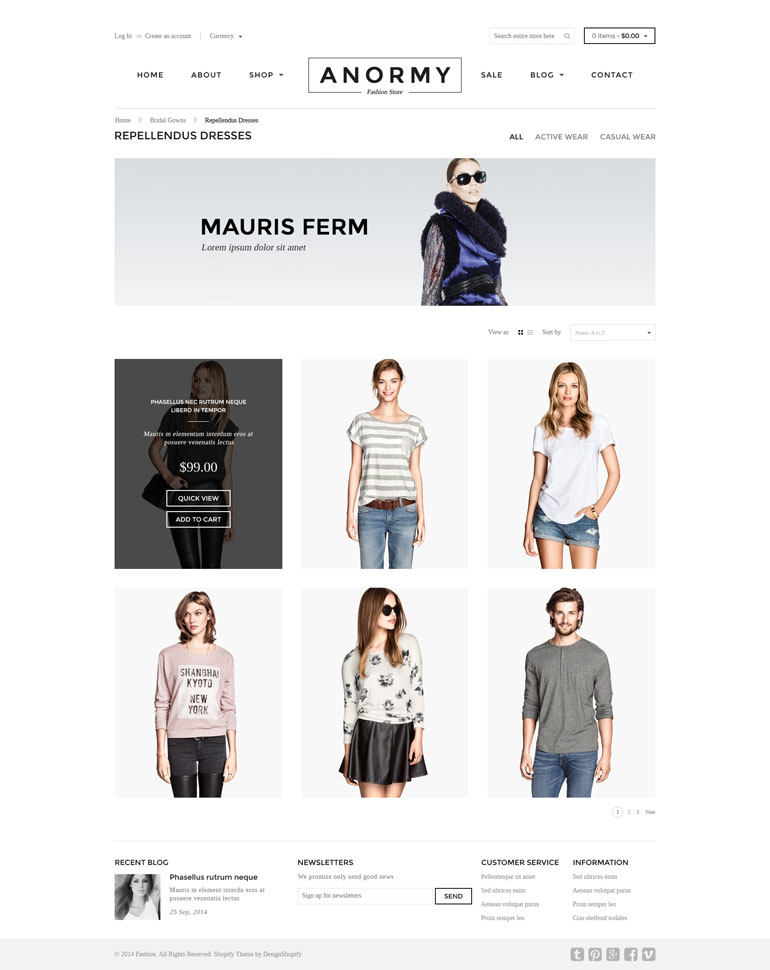 Log In or Create an account Currency
Search entire store here
0 items - $0.00
HOME ABOUT SHOP
ANORMY
Fashion Store
SALE BLOG CONTACT
Home Bridal Gowns Repellendus Dresses
REPELLENDUS DRESSES
ALL ACTIVE WEAR CASUAL WEAR
MAURIS FERM
Lorem ipsum dolor sit amet
View as Sort by Name: A to Z
PHASELLUS NEC RUTRUM NEQUE
LIBERO IN TEMPOR
Mauris m elementum interdum eros at
posuere venenatis lectus
$99.00
QUICK VIEW
ADD TO CART
SHANGHAI
KYOTO
NEW
YORK
1 2 3 Next
RECENT BLOG
Phasellus rutrum neque
Mauris m element interdu eros at
posuere venenatis lectus
25 Sep, 2014
NEWSLETTERS
We promise only send good news
Sign up for newsletters
SEND
CUSTOMER SERVICE
Pellentesque sit amet
Sed ultrices enim
Aenean volutpat purus
Proin semper leo
INFORMATION
Sed ultrices enim
Aenean volutpat purus
Proin semper leo
Cras eleifend sodales
© 2014 Fashion. All Rights Reserved. Shopify Theme by DesignShopify